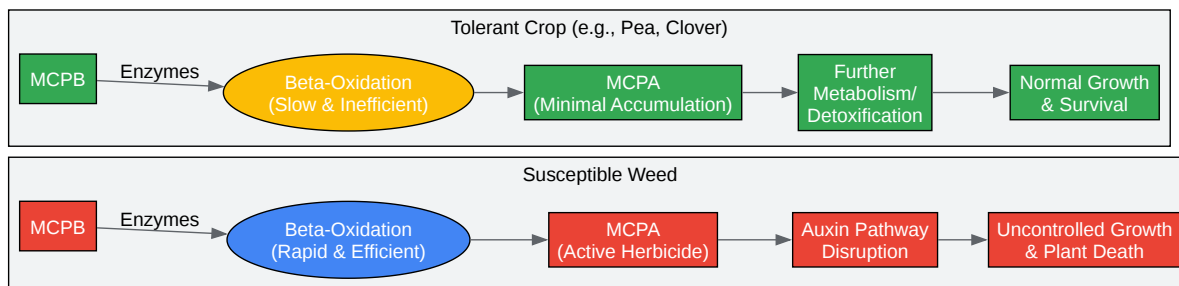 Tolerant Crop (e.g., Pea, Clover)
MCPB
Enzymes
Beta-Oxidation
(Slow & Inefficient)
MCPA
(Minimal Accumulation)
Further
Metabolism/
Detoxification
Normal Growth
& Survival
Susceptible Weed
MCPB
Enzymes
Beta-Oxidation
(Rapid & Efficient)
MCPA
(Active Herbicide)
Auxin Pathway
Disruption
Uncontrolled Growth
& Plant Death